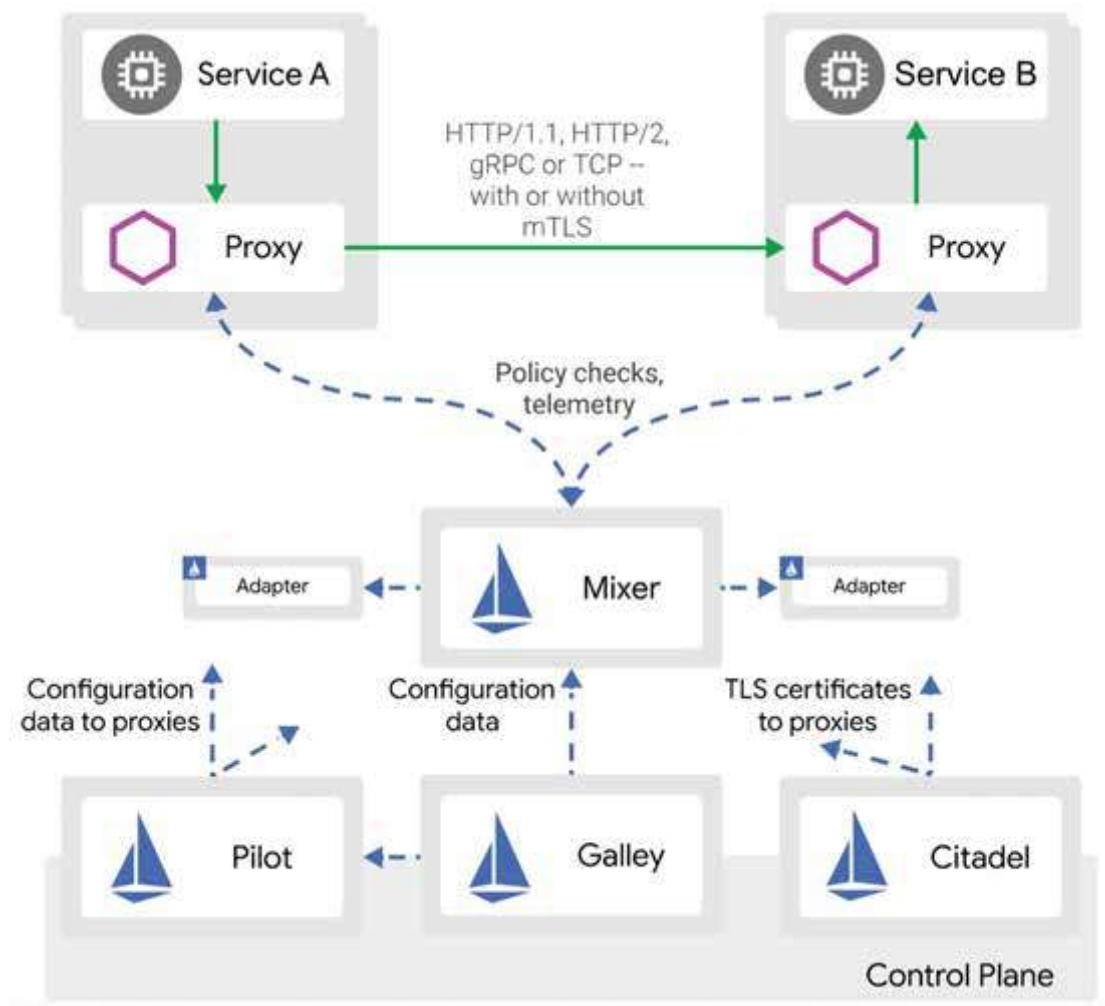 Service A
Service B
HTTP/1.1, HTTP/2,
gRPC or TCP --
with or without
mTLS
Proxy
Proxy
Policy checks,
telemetry
Mixer
Adapter
Adapter
Configuration
data to proxies
Configuration
data
TLS certificates
to proxies
Pilot
Galley
Citadel
Control Plane